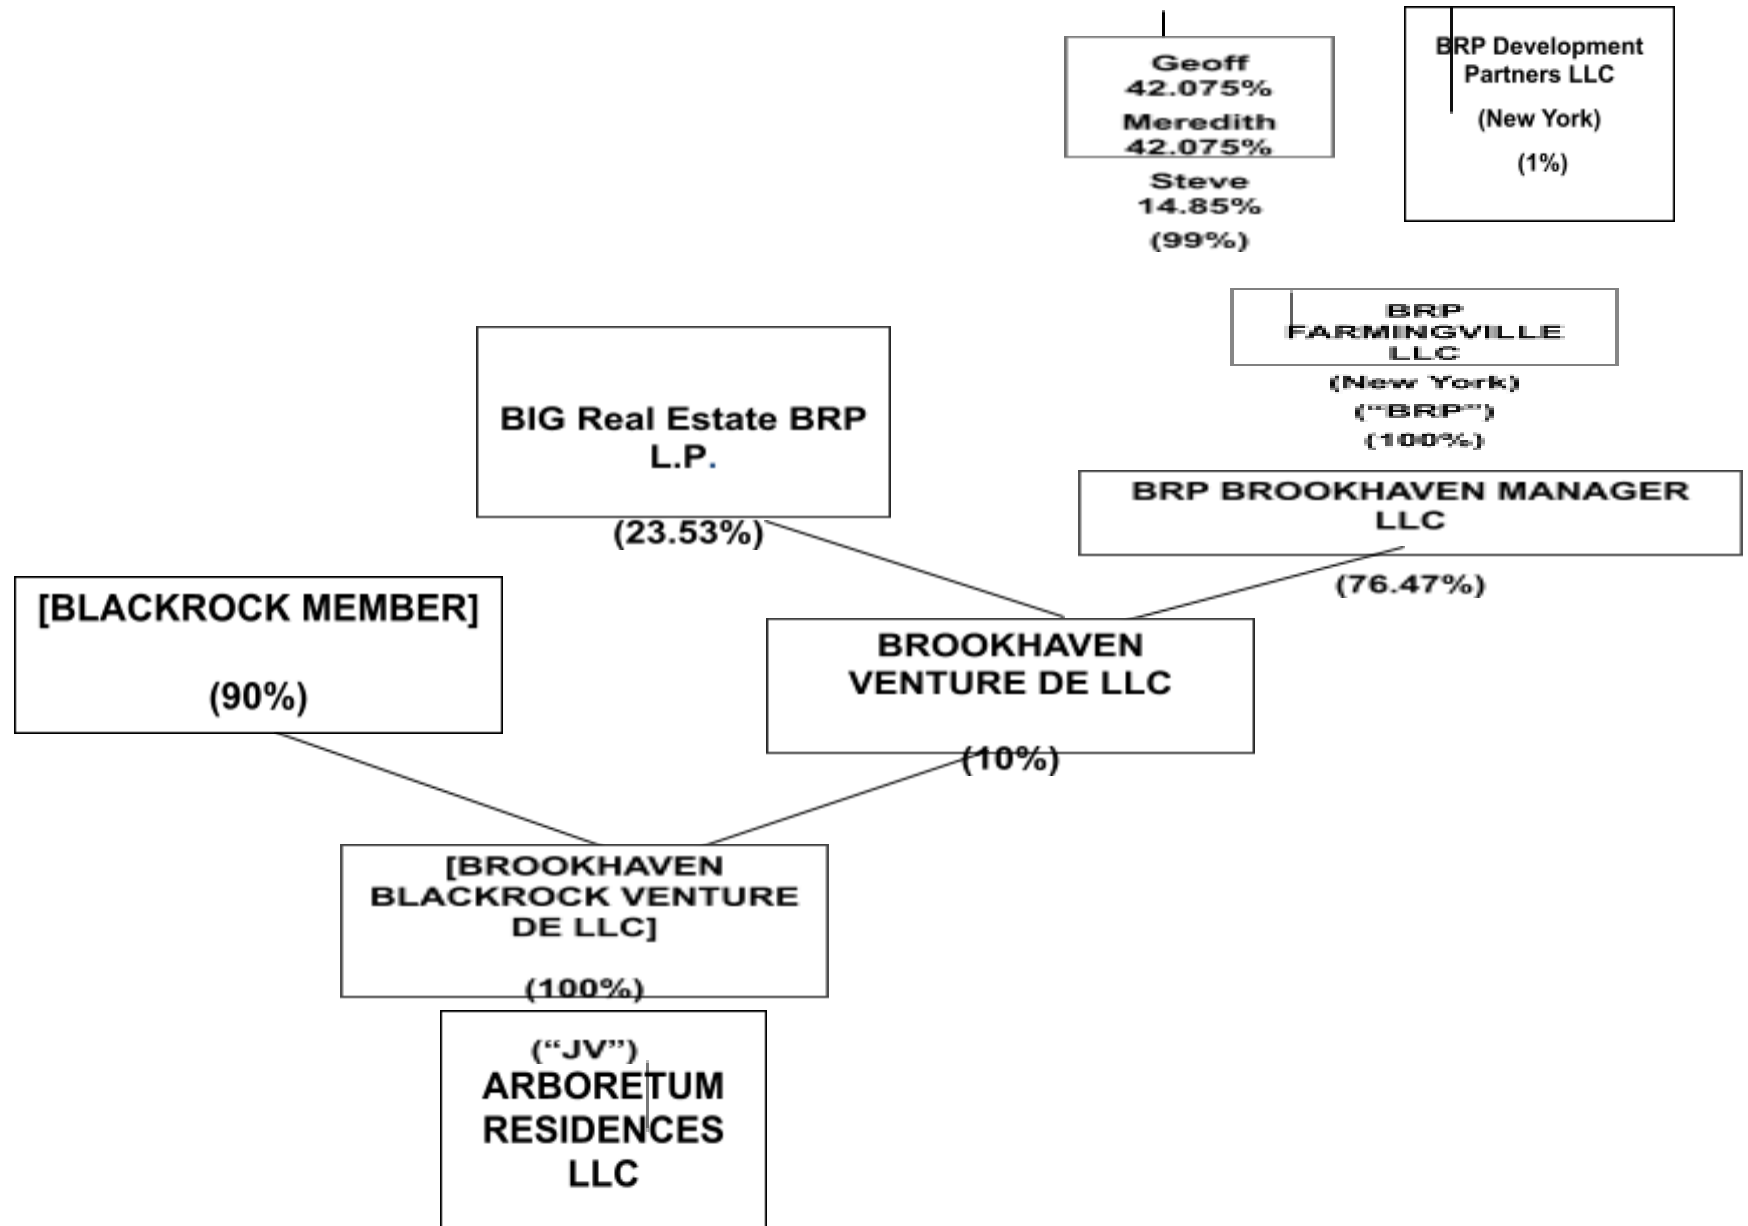 Geoff
42.075%
Meredith
42.075%
Steve
14.85%
(99%)
BRP Development
Partners LLC
(New York)
(1%)
BRP
FARMINGVILLE
LLC
(New York)
(“BRP”)
(100%)
BIG Real Estate BRP
L.P.
(23.53%)
BRP BROOKHAVEN MANAGER
LLC
(76.47%)
[BLACKROCK MEMBER]
(90%)
BROOKHAVEN
VENTURE DE LLC
(10%)
[BROOKHAVEN
BLACKROCK VENTURE
DE LLC]
(100%)
(“JV”)
ARBORETUM
RESIDENCES
LLC